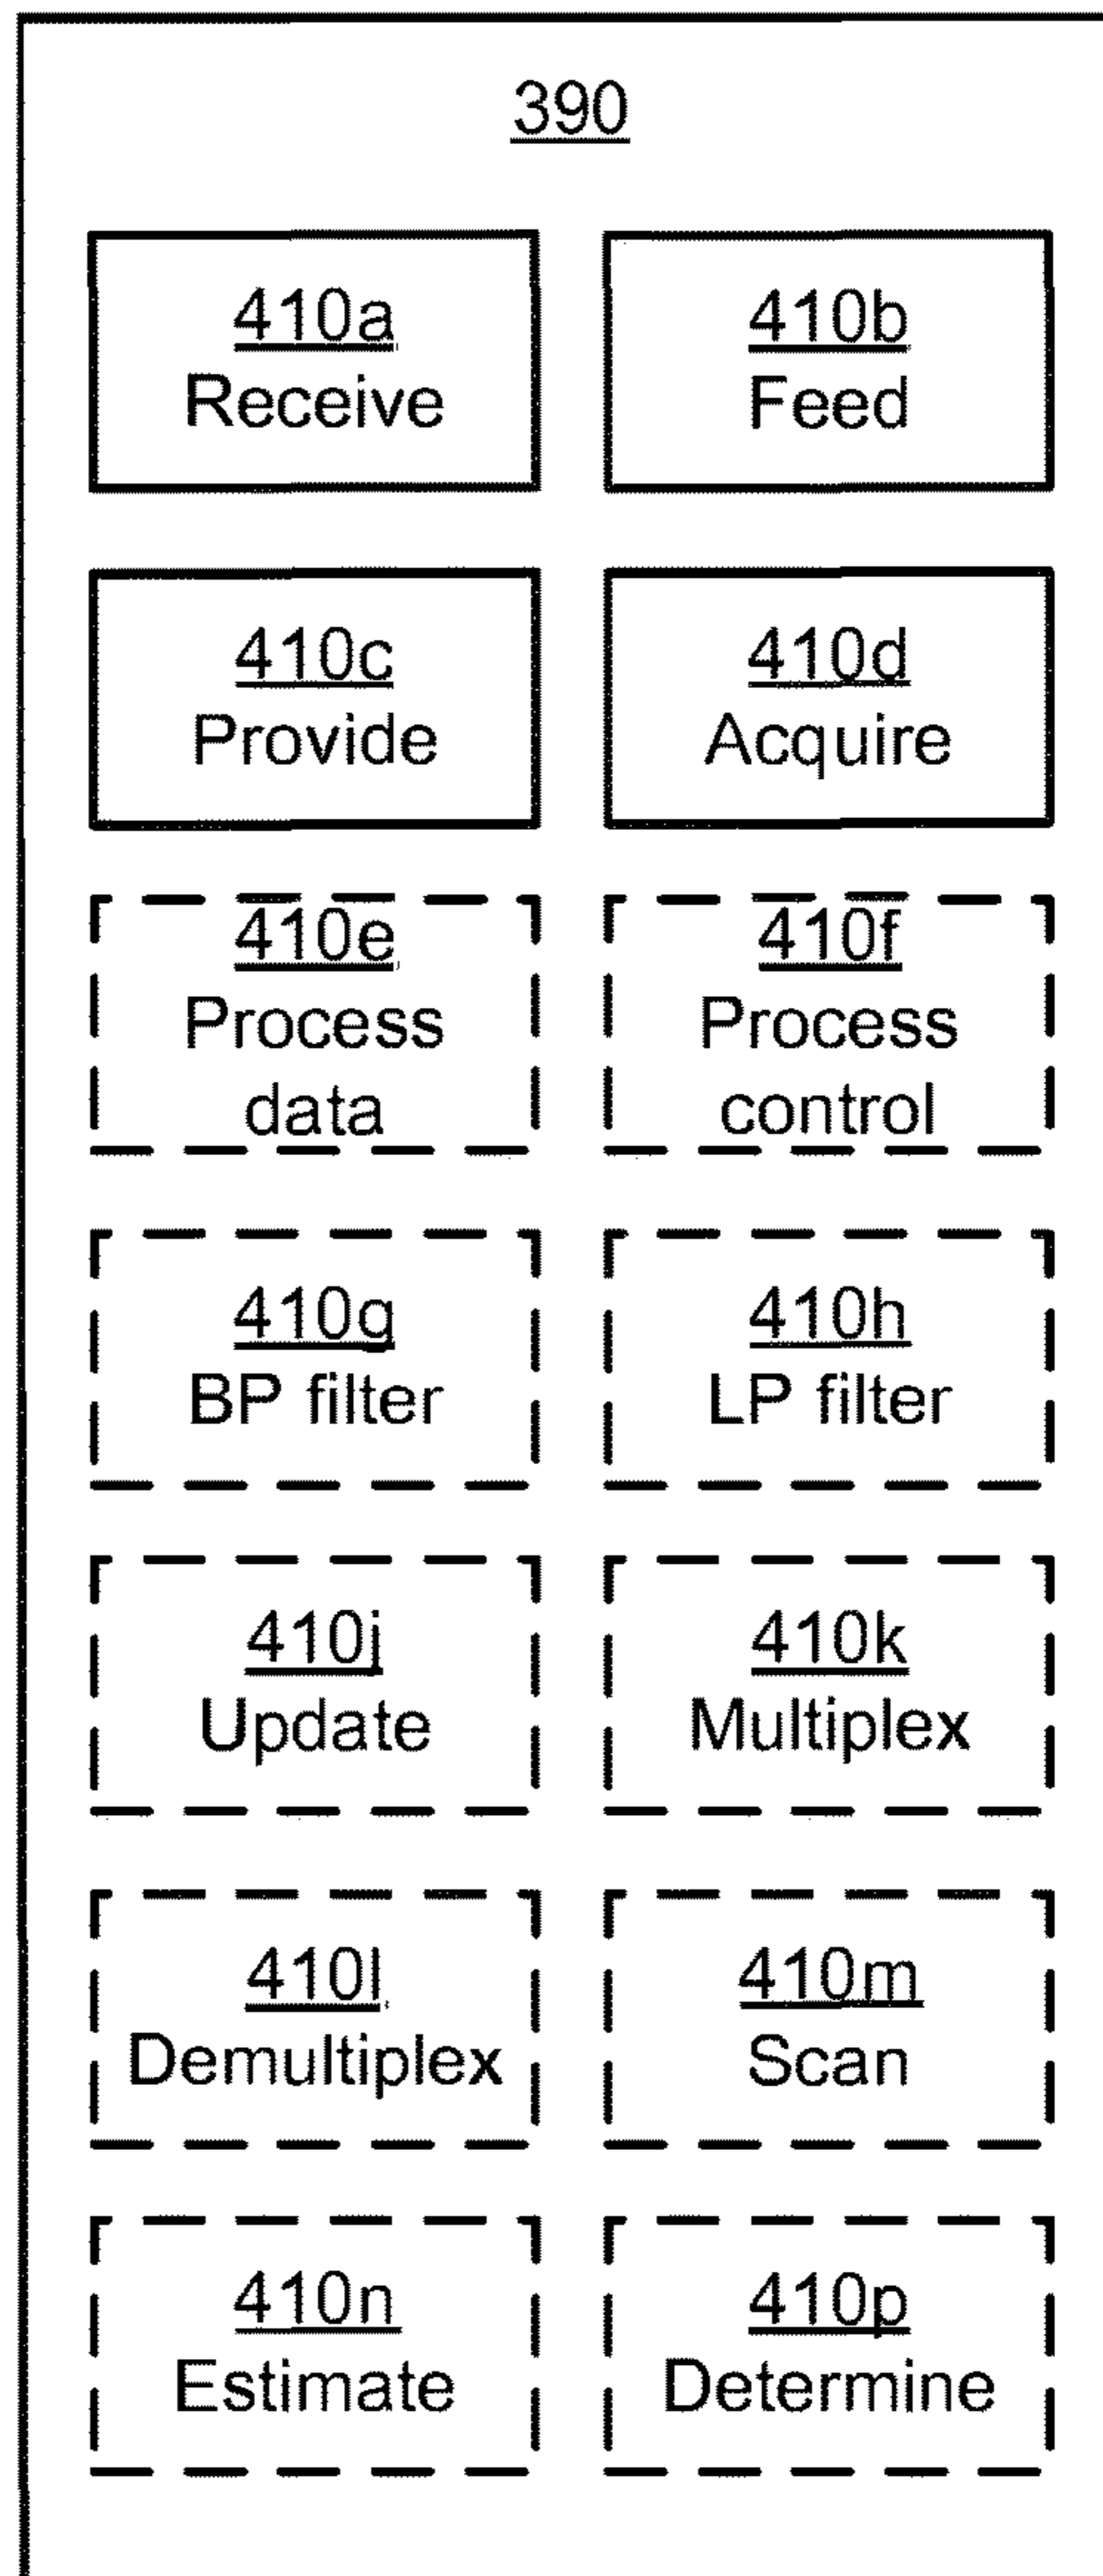 390
410a
Receive
410b
Feed
410c
Provide
410d
Acquire
410e
Process
data
410f
Process
control
410g
BP filter
410h
LP filter
410j
Update
410k
Multiplex
410l
Demultiplex
410m
Scan
410n
Estimate
410p
Determine